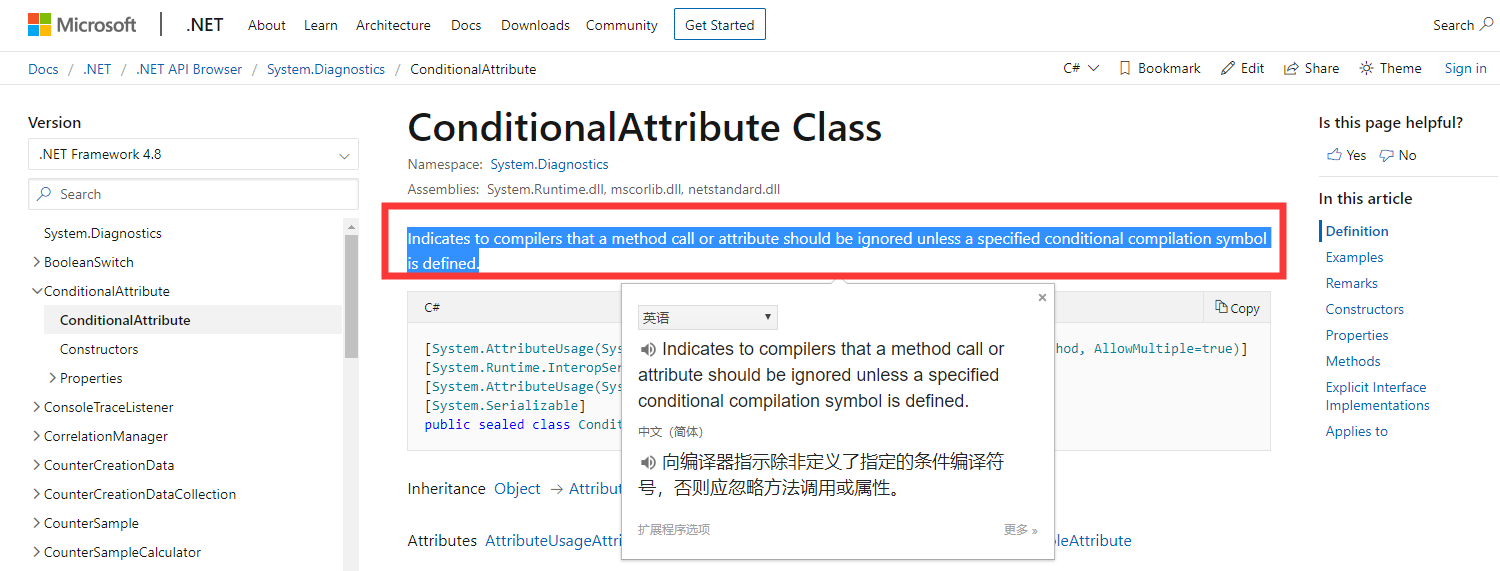 Microsoft
.NET
About
Learn
Architecture
Docs
Downloads
Community
Get Started
Search
Docs / .NET / .NET API Browser / System.Diagnostics / ConditionalAttribute
C#
Bookmark
Edit
Share
Theme
Sign in
Version
.NET Framework 4.8
Search
System.Diagnostics
BooleanSwitch
ConditionalAttribute
ConditionalAttribute
Constructors
Properties
ConsoleTraceListener
CorrelationManager
CounterCreationData
CounterCreationDataCollection
CounterSample
CounterSampleCalculator
ConditionalAttribute Class
Namespace: System.Diagnostics
Assemblies: System.Runtime.dll, mscorlib.dll, netstandard.dll
Indicates to compilers that a method call or attribute should be ignored unless a specified conditional compilation symbol
is defined.
C#
Copy
[System.AttributeUsage(Sys hod, AllowMultiple=true)]
[System.Runtime.InteropSer
[System.AttributeUsage(Sys
[System.Serializable]
public sealed class Condit
英语
Indicates to compilers that a method call or
attribute should be ignored unless a specified
conditional compilation symbol is defined.
中文（简体）
向编译器指示除非定义了指定的条件编译符
号，否则应忽略方法调用或属性。
扩展程序选项
更多 »
Inheritance Object → Attribut
Attributes AttributeUsageAttri leAttribute
Is this page helpful?
Yes
No
In this article
Definition
Examples
Remarks
Constructors
Properties
Methods
Explicit Interface
Implementations
Applies to